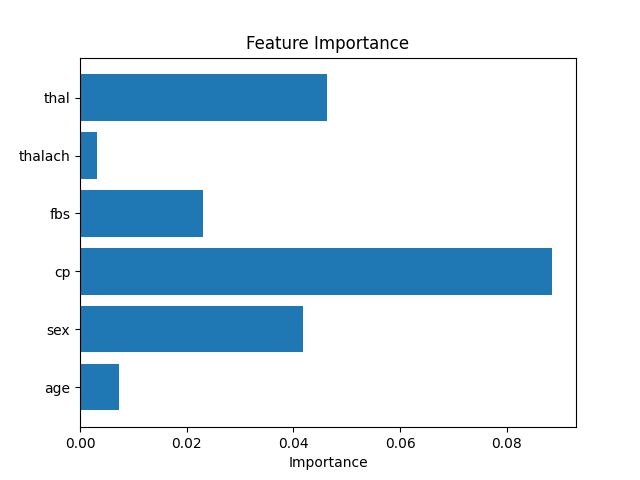 Feature Importance
thal
thalach
fbs
cp
sex
age
0.00 0.02 0.04 0.06 0.08
Importance